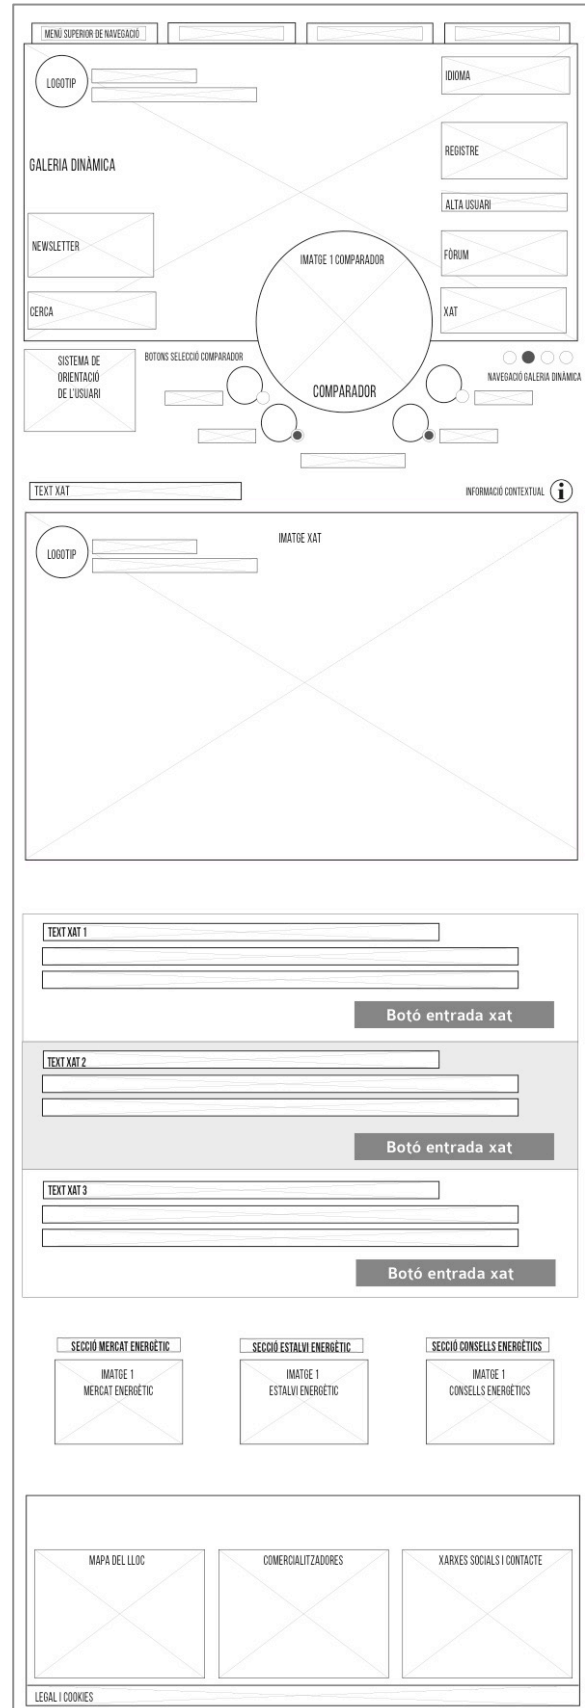 MENÚ SUPERIOR DE NAVEGACIÓ
LOGOTIP
IDIOMA
GALERIA DINÀMICA
REGISTRE
ALTA USUARI
NEWSLETTER
FÒRUM
IMATGE 1 COMPARADOR
CERCA
XAT
SISTEMA DE
ORIENTACIÓ
DE L'USUARI
BOTONS SELECCIÓ COMPARADOR
COMPARADOR
NAVEGACIÓ GALERIA DINÀMICA
TEXT XAT
INFORMACIÓ CONTEXTUAL
i
LOGOTIP
IMATGE XAT
TEXT XAT 1
Botó entrada xat
TEXT XAT 2
Botó entrada xat
TEXT XAT 3
Botó entrada xat
SECCIÓ MERCAT ENERGÈTIC
IMATGE 1
MERCAT ENERGÈTIC
SECCIÓ ESTALVI ENERGÈTIC
IMATGE 1
ESTALVI ENERGÈTIC
SECCIÓ CONSELLS ENERGÈTICS
IMATGE 1
CONSELLS ENERGÈTICS
MAPA DEL LLOC
COMERCIALITZADORES
XARXES SOCIALS I CONTACTE
LEGAL I COOKIES